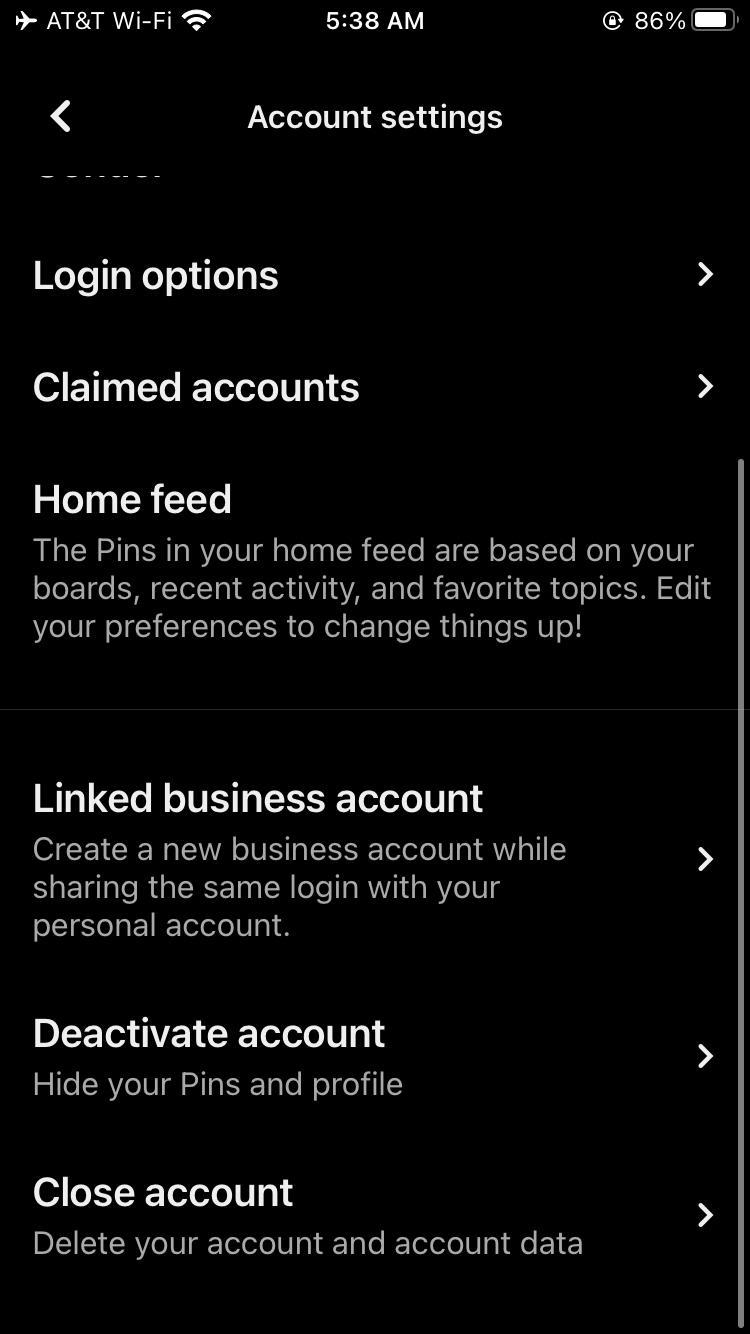 AT&T Wi-Fi 5:38 AM 86%
Account settings
Login options
Claimed accounts
Home feed
The Pins in your home feed are based on your
boards, recent activity, and favorite topics. Edit
your preferences to change things up!
Linked business account
Create a new business account while
sharing the same login with your
personal account.
Deactivate account
Hide your Pins and profile
Close account
Delete your account and account data